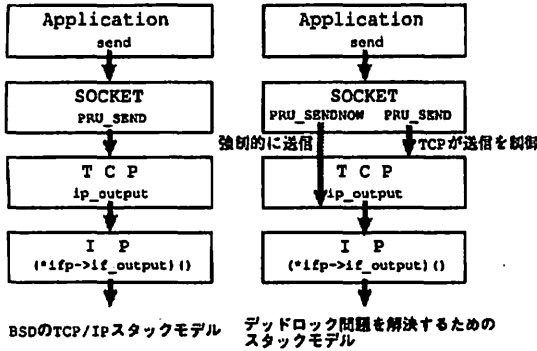 Application
send
SOCKET
PRU_SEND
T C P
ip_output
I P
(*ifp->if_output)()
BSDのTCP/IPスタックモデル
Application
send
SOCKET
PRU_SENDNOW PRU_SEND
強制的に送信
TCPが送信を制御
T C P
ip_output
I P
(*ifp->if_output)()
デッドロック問題を解決するための
スタックモデル